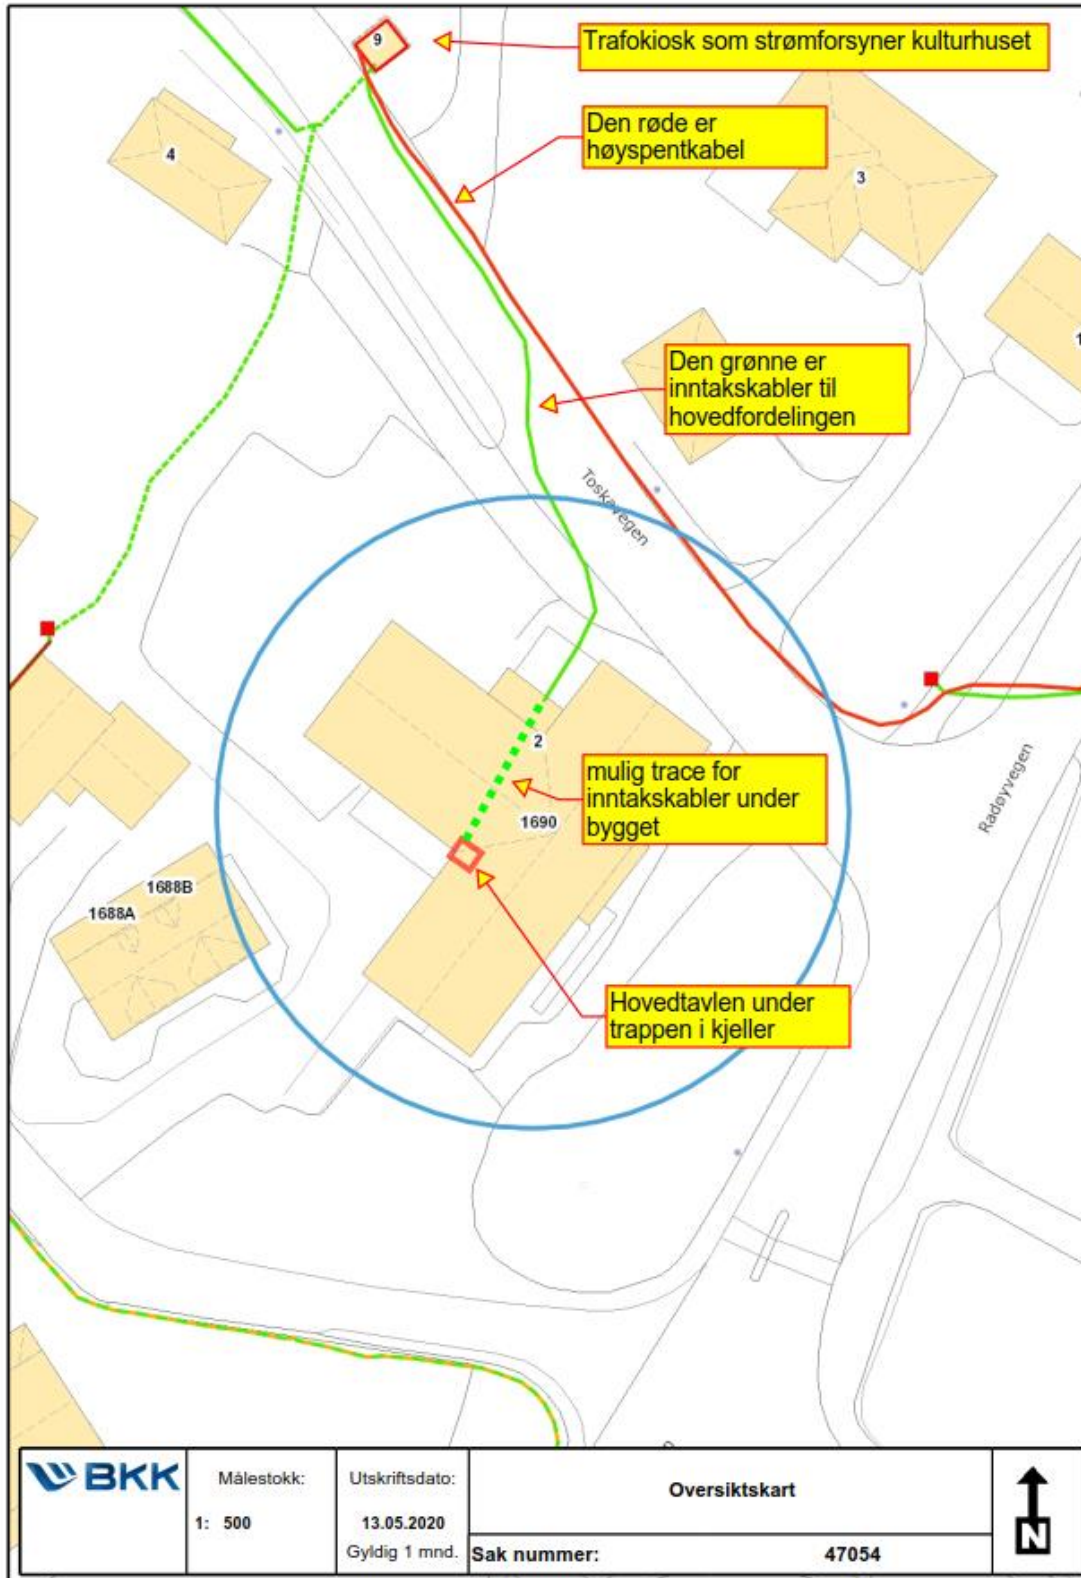 9
Trafokiosk som strømforsyner kulturhuset
Den røde er
høyspentkabel
4
3
1
Den grønne er
inntakskabler til
hovedfordelingen
Toskavegen
2
mulig trace for
inntakskabler under
bygget
1690
Radøyvegen
1688B
1688A
Hovedtavlen under
trappen i kjeller
BKK
Målestokk:
1: 500
Utskriftsdato:
13.05.2020
Gyldig 1 mnd.
Oversiktskart
Sak nummer: 47054
N